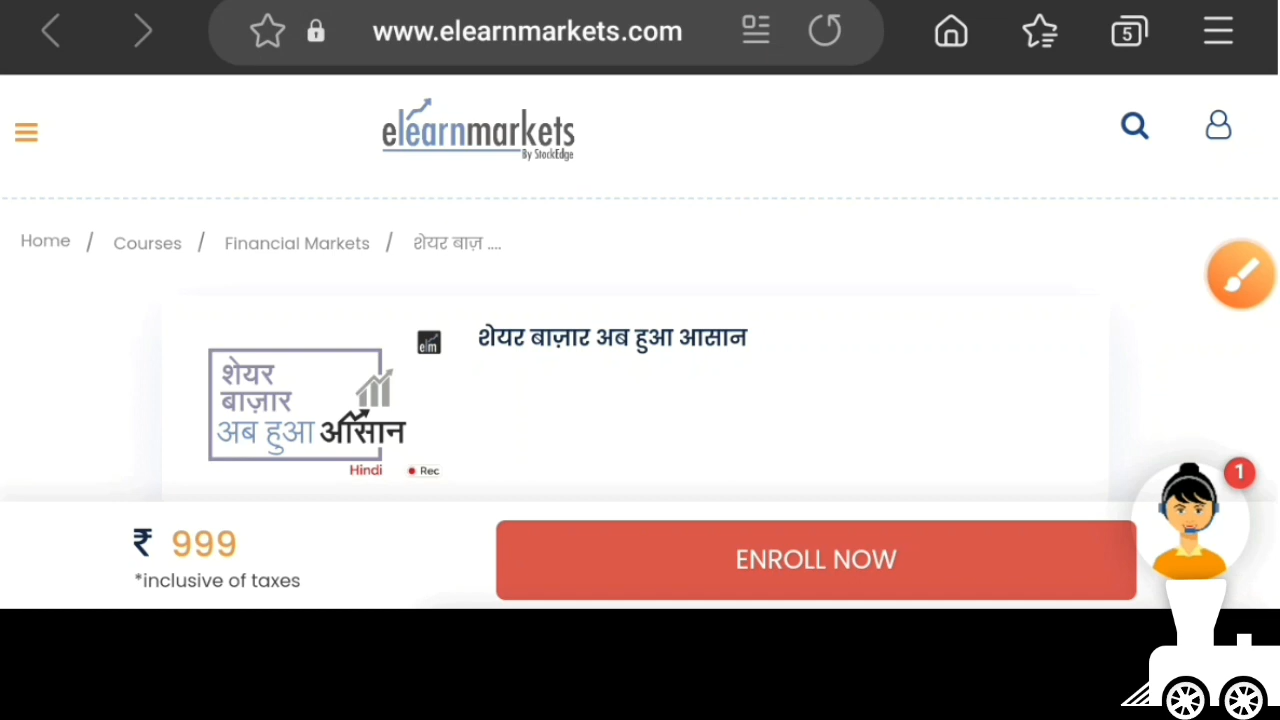 www.elearnmarkets.com
5
elearnmarkets
By StockEdge
Home / Courses / Financial Markets / शेयर बाज़ ....
elm
शेयर बाज़ार अब हुआ आसान
शेयर
बाज़ार
अब हुआ आसान
Hindi
Rec
1
₹ 999
*inclusive of taxes
ENROLL NOW